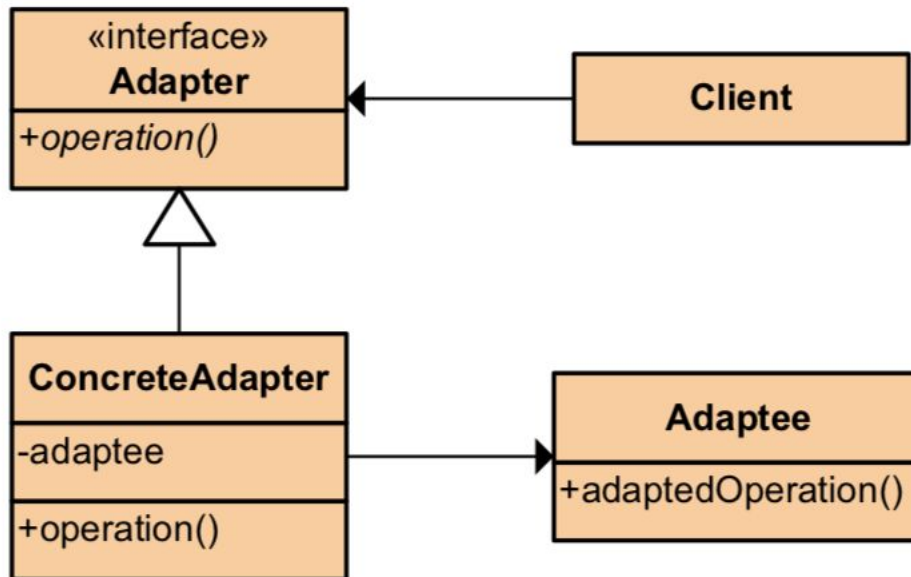 «interface»
Adapter
+operation()
Client
ConcreteAdapter
-adaptee
+operation()
Adaptee
+adaptedOperation()